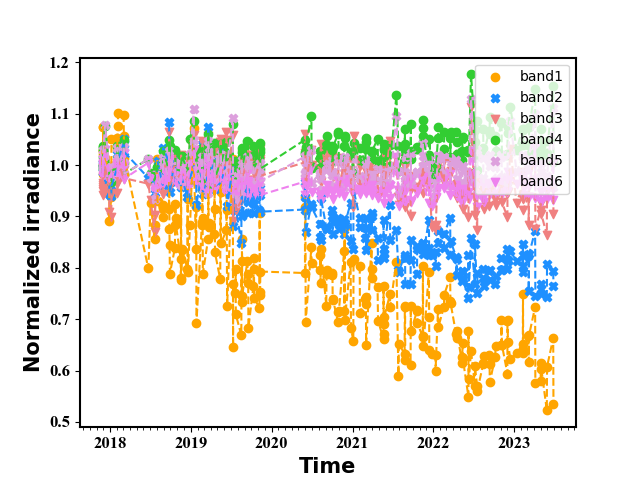 Normalized irradiance
1.2
1.1
1.0
0.9
0.8
0.7
0.6
0.5
band1
band2
band3
band4
band5
band6
2018 2019 2020 2021 2022 2023
Time